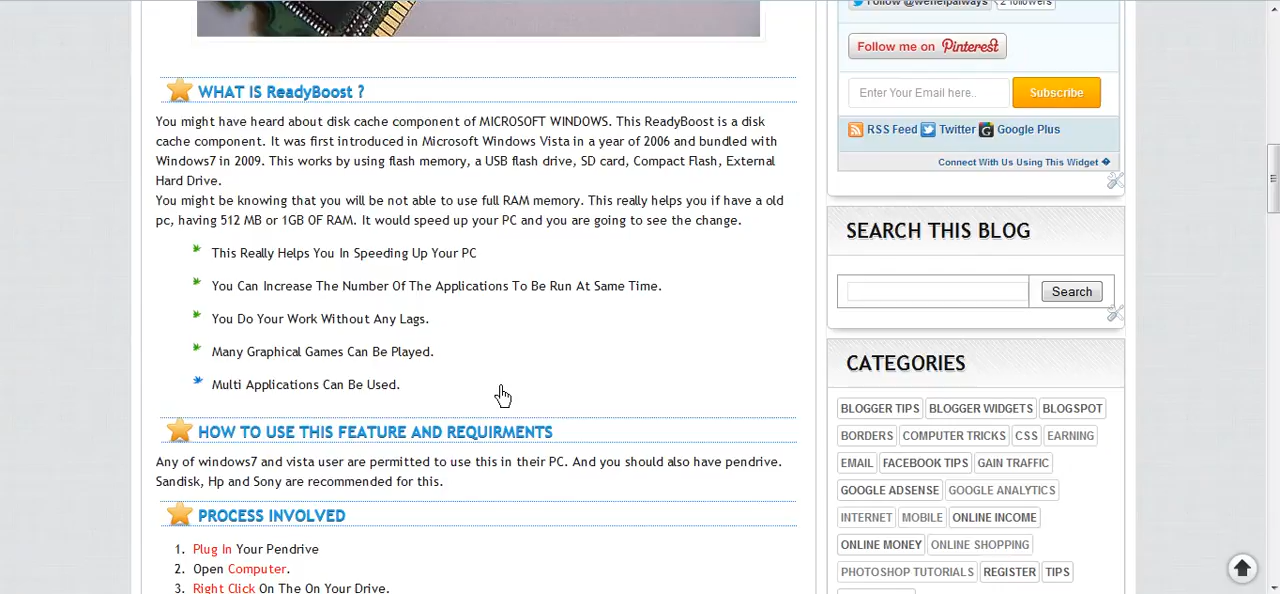 Follow @wehelpalways
2 followers
WHAT IS ReadyBoost ?
Follow me on Pinterest
Enter Your Email here..
Subscribe
You might have heard about disk cache component of MICROSOFT WINDOWS. This ReadyBoost is a disk
cache component. It was first introduced in Microsoft Windows Vista in a year of 2006 and bundled with
Windows7 in 2009. This works by using flash memory, a USB flash drive, SD card, Compact Flash, External
Hard Drive.
You might be knowing that you will be not able to use full RAM memory. This really helps you if have a old
pc, having 512 MB or 1GB OF RAM. It would speed up your PC and you are going to see the change.
This Really Helps You In Speeding Up Your PC
You Can Increase The Number Of The Applications To Be Run At Same Time.
You Do Your Work Without Any Lags.
Many Graphical Games Can Be Played.
Multi Applications Can Be Used.
HOW TO USE THIS FEATURE AND REQUIRMENTS
Any of windows7 and vista user are permitted to use this in their PC. And you should also have pendrive.
Sandisk, Hp and Sony are recommended for this.
PROCESS INVOLVED
1. Plug In Your Pendrive
2. Open Computer.
3. Right Click On The On Your Drive.
RSS Feed Twitter Google Plus
Connect With Us Using This Widget
SEARCH THIS BLOG
Search
CATEGORIES
BLOGGER TIPS BLOGGER WIDGETS BLOGSPOT
BORDERS COMPUTER TRICKS CSS EARNING
EMAIL FACEBOOK TIPS GAIN TRAFFIC
GOOGLE ADSENSE GOOGLE ANALYTICS
INTERNET MOBILE ONLINE INCOME
ONLINE MONEY ONLINE SHOPPING
PHOTOSHOP TUTORIALS REGISTER TIPS